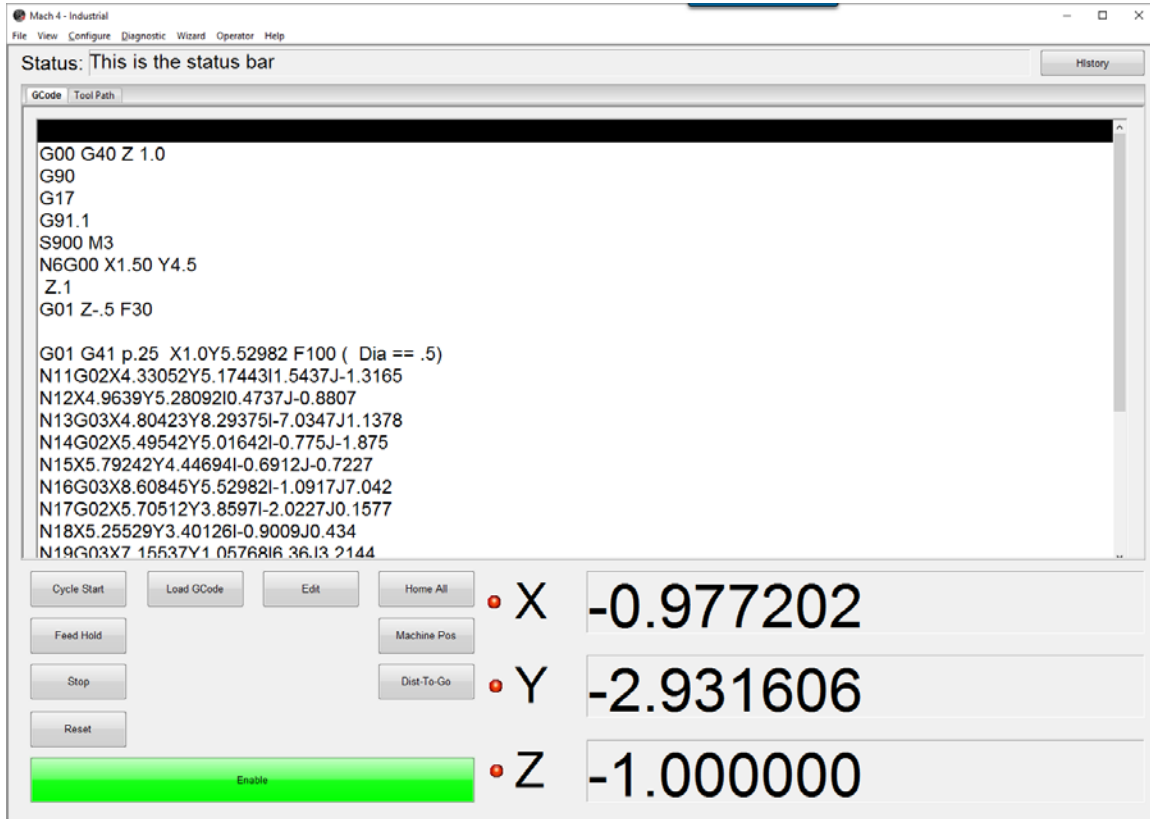 Mach 4 - Industrial
File View Configure Diagnostic Wizard Operator Help
Status: This is the status bar
HIstory
GCode Tool Path
G00 G40 Z 1.0
G90
G17
G91.1
S900 M3
N6G00 X1.50 Y4.5
Z.1
G01 Z-.5 F30
G01 G41 p.25 X1.0Y5.52982 F100 ( Dia == .5)
N11G02X4.33052Y5.17443I1.5437J-1.3165
N12X4.9639Y5.28092I0.4737J-0.8807
N13G03X4.80423Y8.29375I-7.0347J1.1378
N14G02X5.49542Y5.01642I-0.775J-1.875
N15X5.79242Y4.44694I-0.6912J-0.7227
N16G03X8.60845Y5.52982I-1.0917J7.042
N17G02X5.70512Y3.8597I-2.0227J0.1577
N18X5.25529Y3.40126I-0.9009J0.434
N19G03X7.15537Y1.05768I6.36J3.2144
Cycle Start Load GCode Edit Home All
X -0.977202
Feed Hold Machine Pos
Stop Dist-To-Go
Y -2.931606
Reset
Enable
Z -1.000000